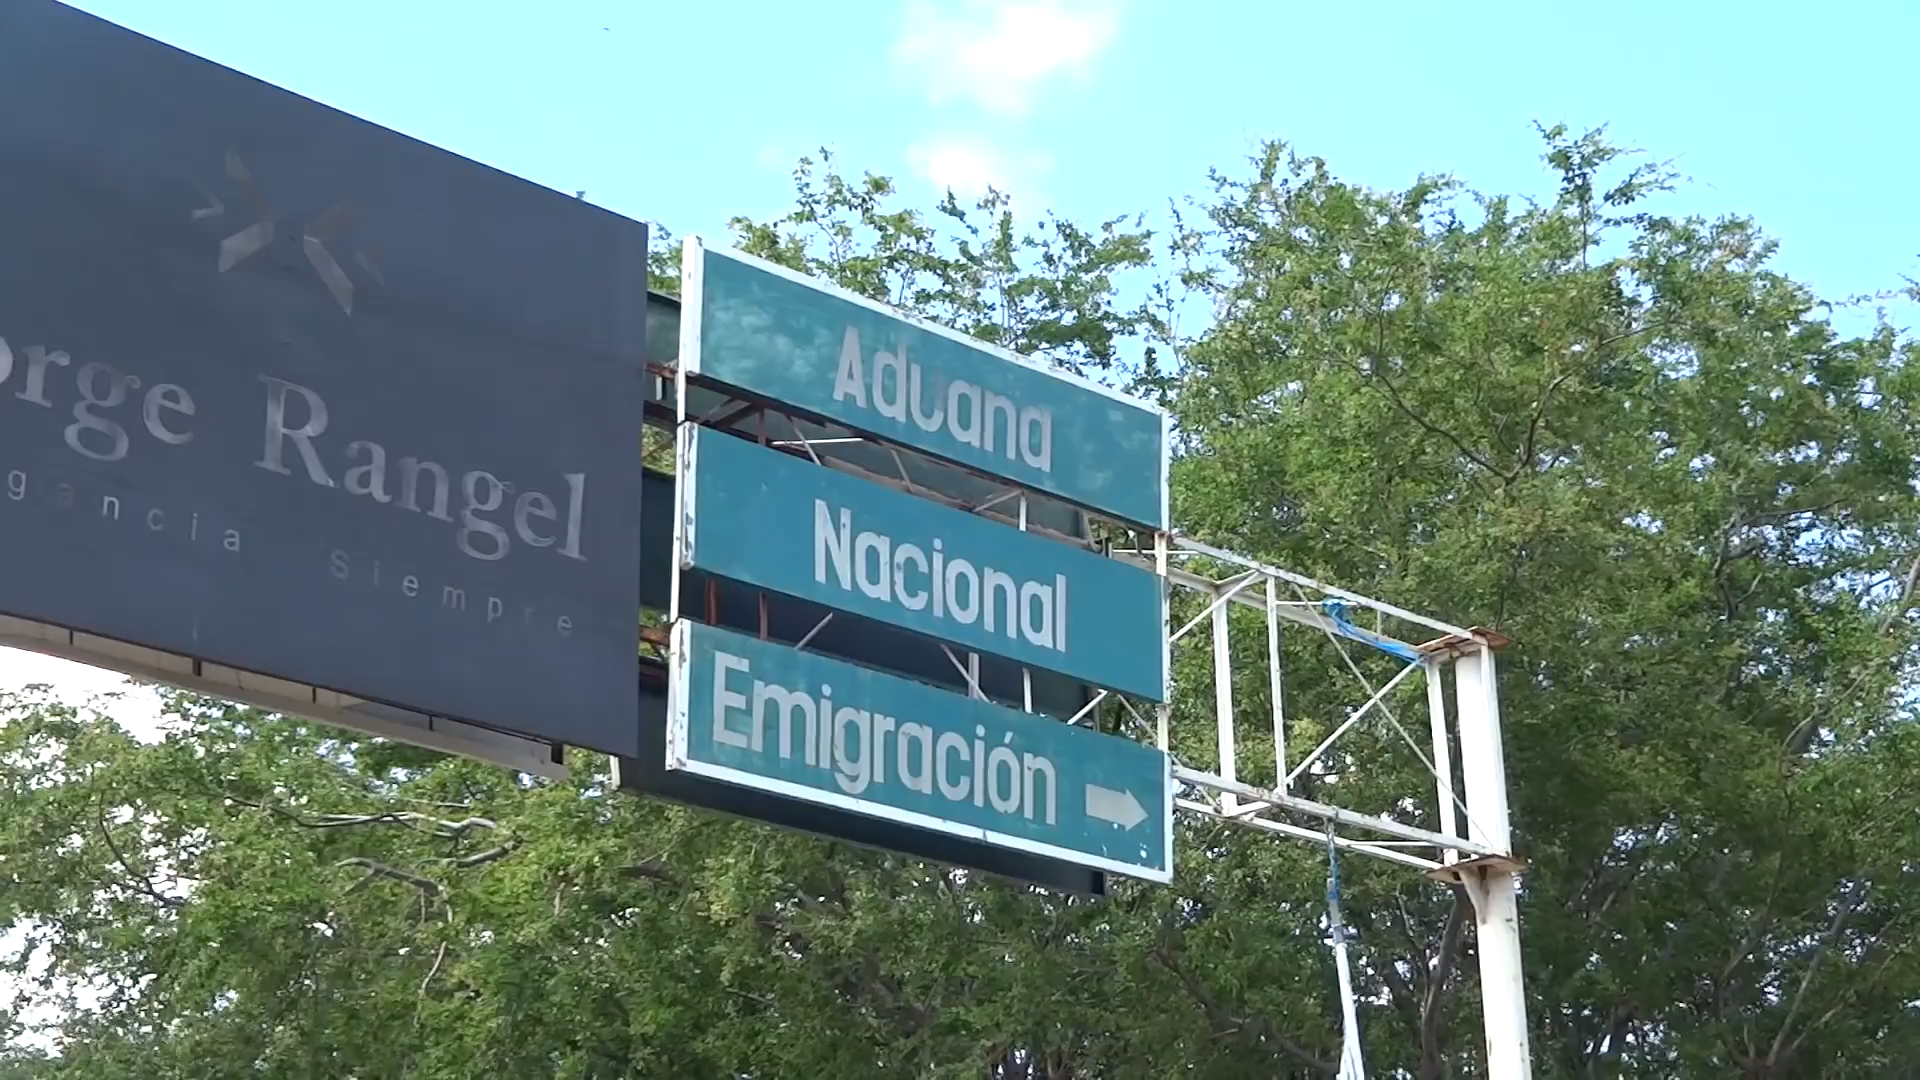 orge Rangel
gancia Siempre
Aduana
Nacional
Emigración